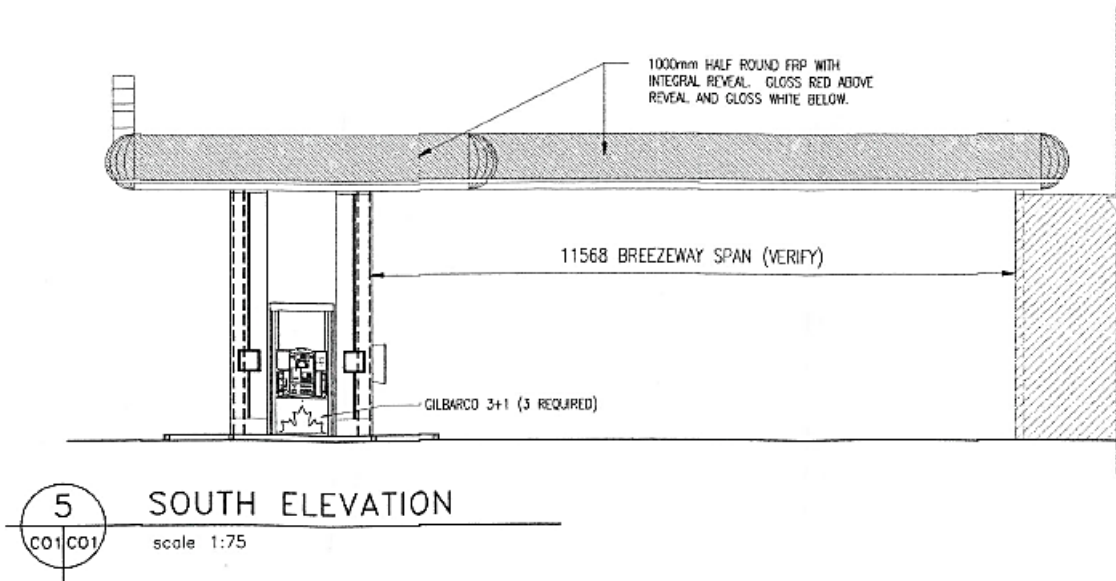 1000mm HALF ROUND FRP WITH
INTEGRAL REVEAL. GLOSS RED ABOVE
REVEAL AND GLOSS WHITE BELOW.
11568 BREEZEWAY SPAN (VERIFY)
GILBARCO 3+1 (3 REQUIRED)
5
SOUTH ELEVATION
C01 C01
scale 1:75